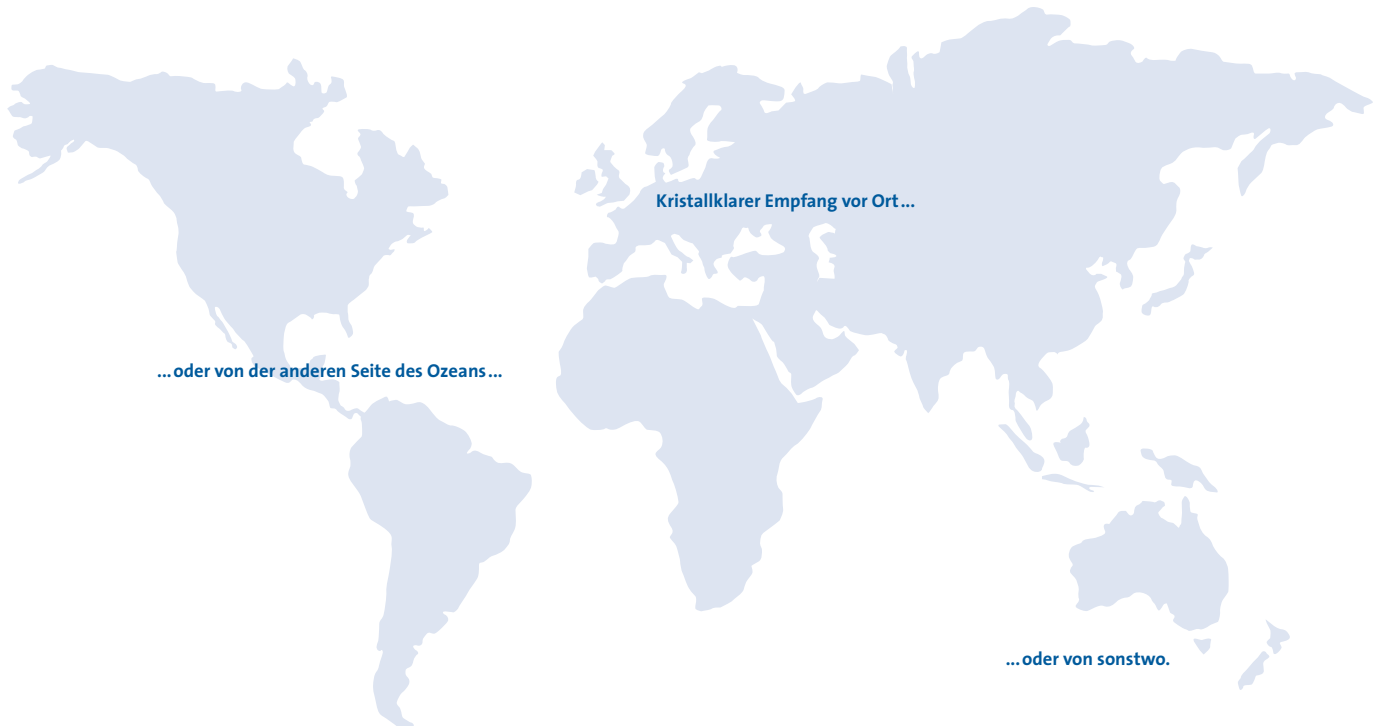 Kristallklarer Empfang vor Ort...
...oder von der anderen Seite des Ozeans...
...oder von sonstwo.